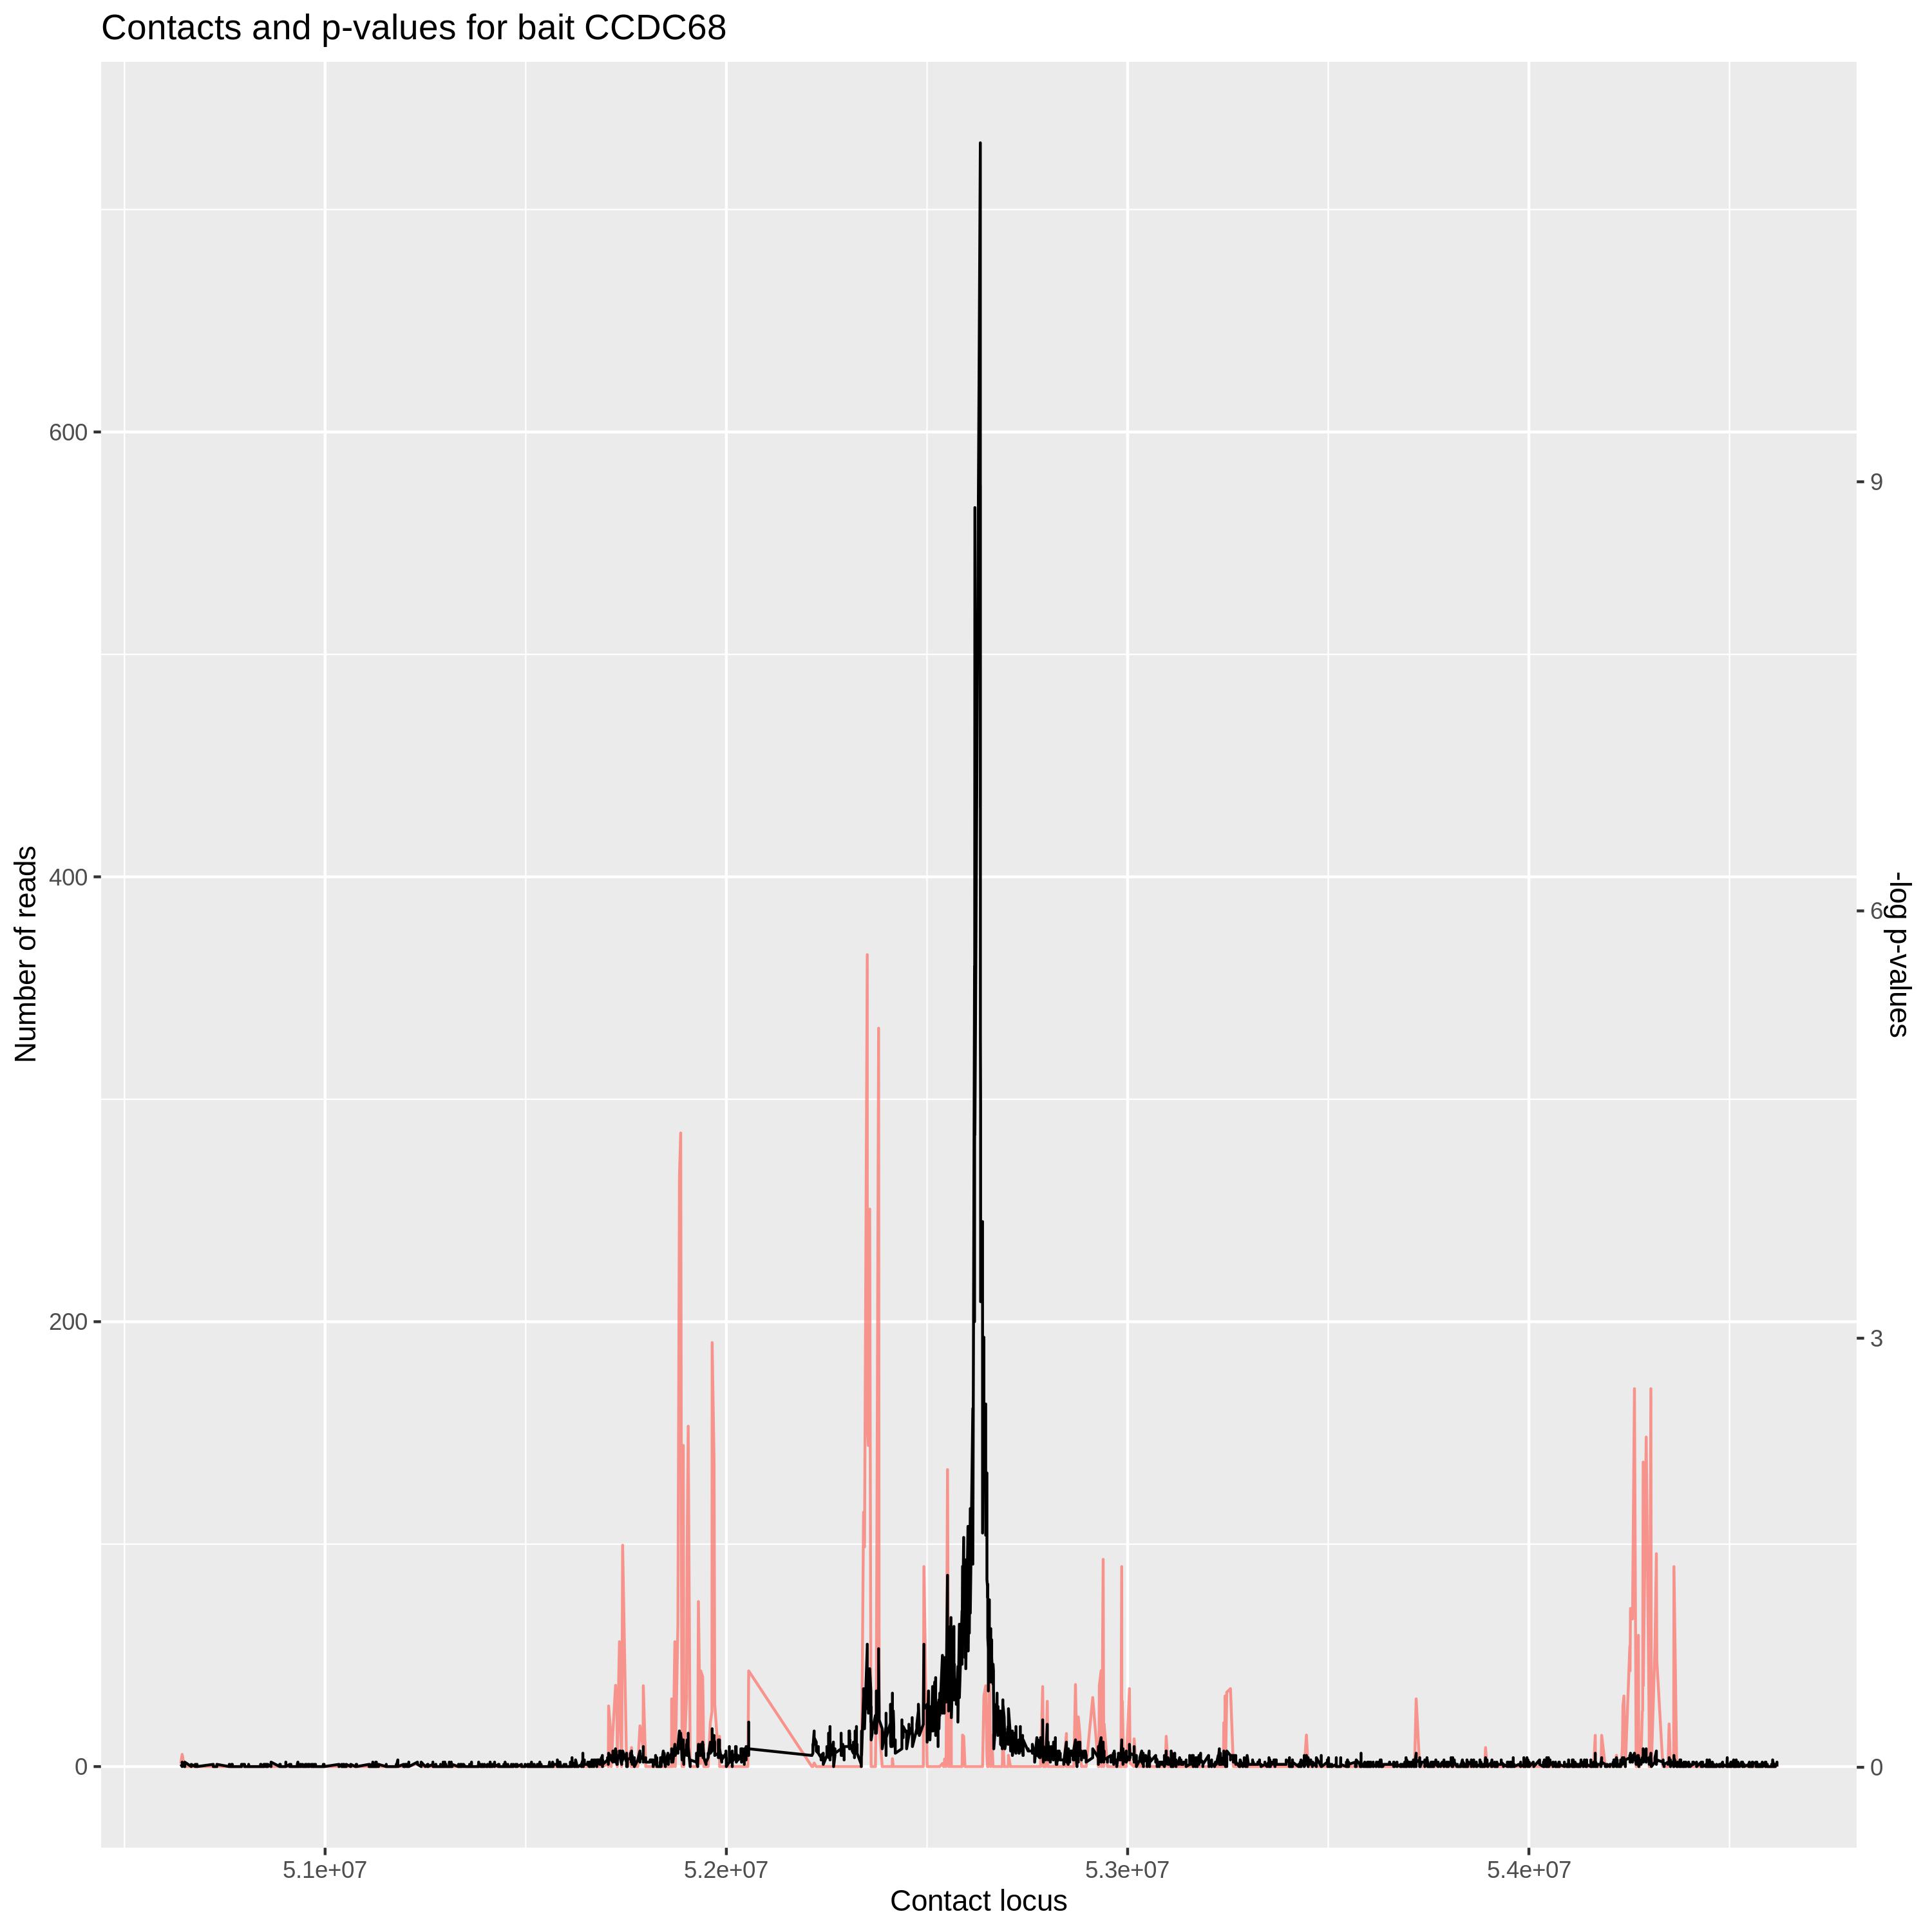 Contacts and p-values for bait CCDC68
Number of reads
600
400
200
0
9
6
3
0
-log p-values
5.1e+07
5.2e+07
5.3e+07
5.4e+07
Contact locus